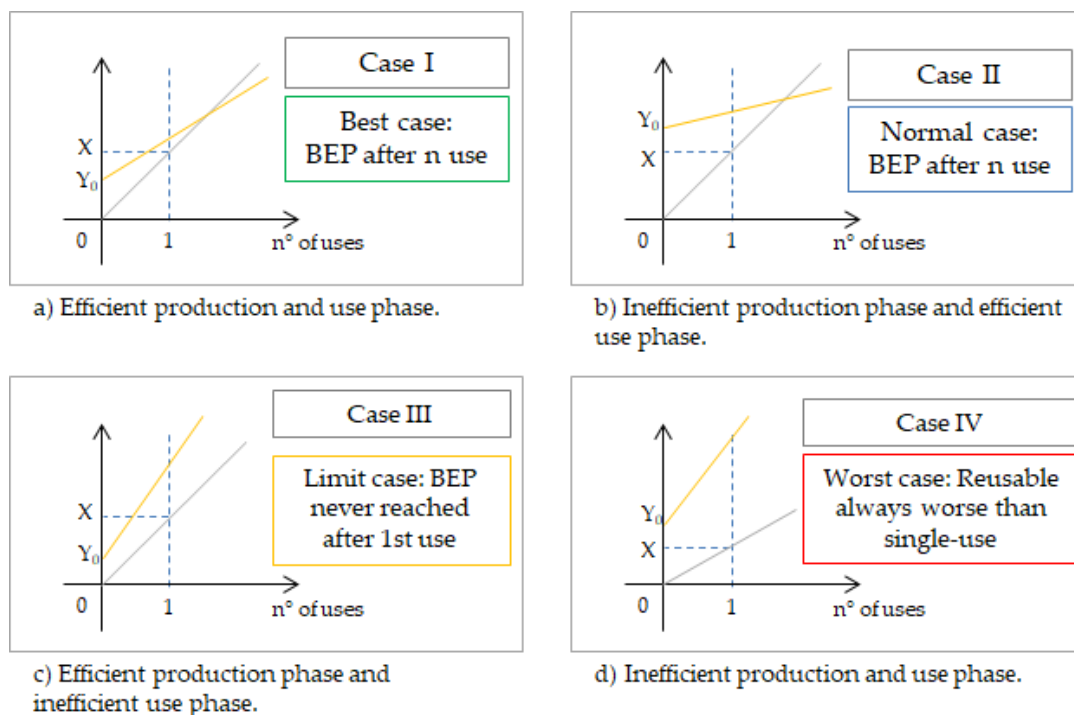 Case I
Best case:
BEP after n use
X
Y₀
0
1
n° of uses
a) Efficient production and use phase.
Case II
Normal case:
BEP after n use
Y₀
X
0
1
n° of uses
b) Inefficient production phase and efficient
use phase.
Case III
Limit case: BEP
never reached
after 1st use
X
Y₀
0
1
n° of uses
c) Efficient production phase and
inefficient use phase.
Case IV
Worst case: Reusable
always worse than
single-use
Y₀
X
0
1
n° of uses
d) Inefficient production and use phase.